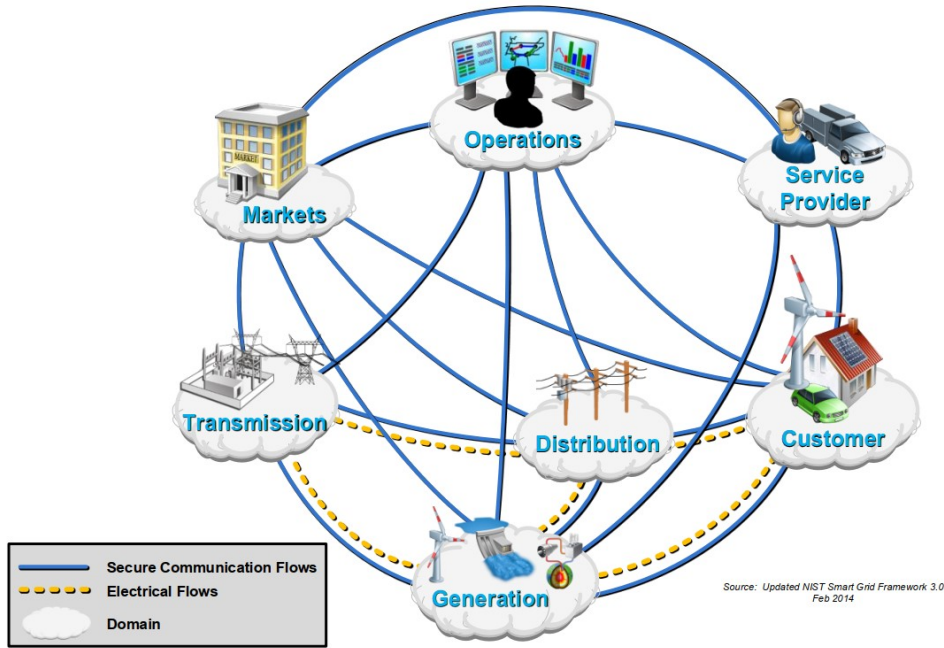 Operations
MARKET
Markets
Service
Provider
Transmission
Distribution
Customer
Generation
Secure Communication Flows
Electrical Flows
Domain
Source: Updated NIST Smart Grid Framework 3.0
Feb 2014